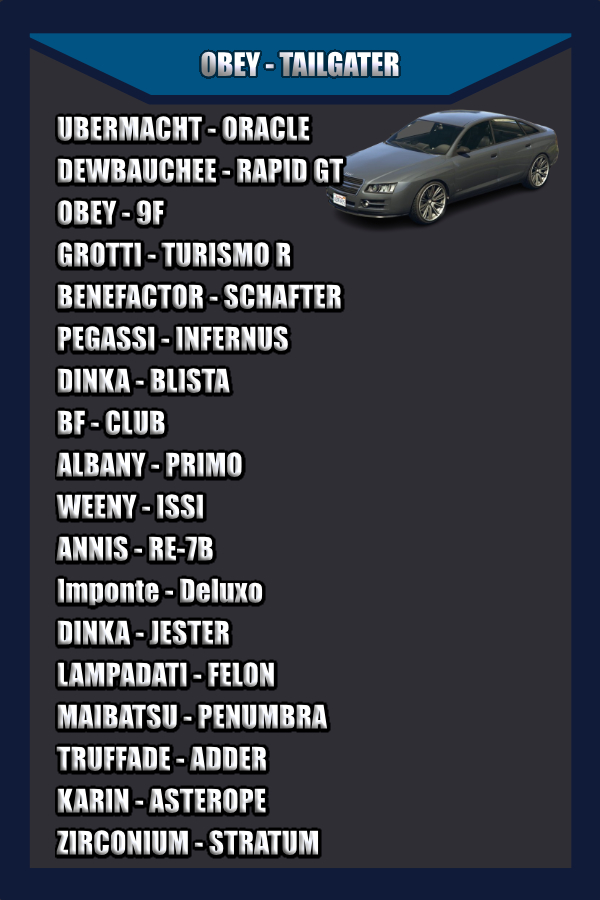 OBEY - TAILGATER
UBERMACHT - ORACLE
DEWBAUCHEE - RAPID GT
OBEY - 9F
GROTTI - TURISMO R
BENEFACTOR - SCHAFTER
PEGASSI - INFERNUS
DINKA - BLISTA
BF - CLUB
ALBANY - PRIMO
WEENY - ISSI
ANNIS - RE-7B
Imponte - Deluxo
DINKA - JESTER
LAMPADATI - FELON
MAIBATSU - PENUMBRA
TRUFFADE - ADDER
KARIN - ASTEROPE
ZIRCONIUM - STRATUM